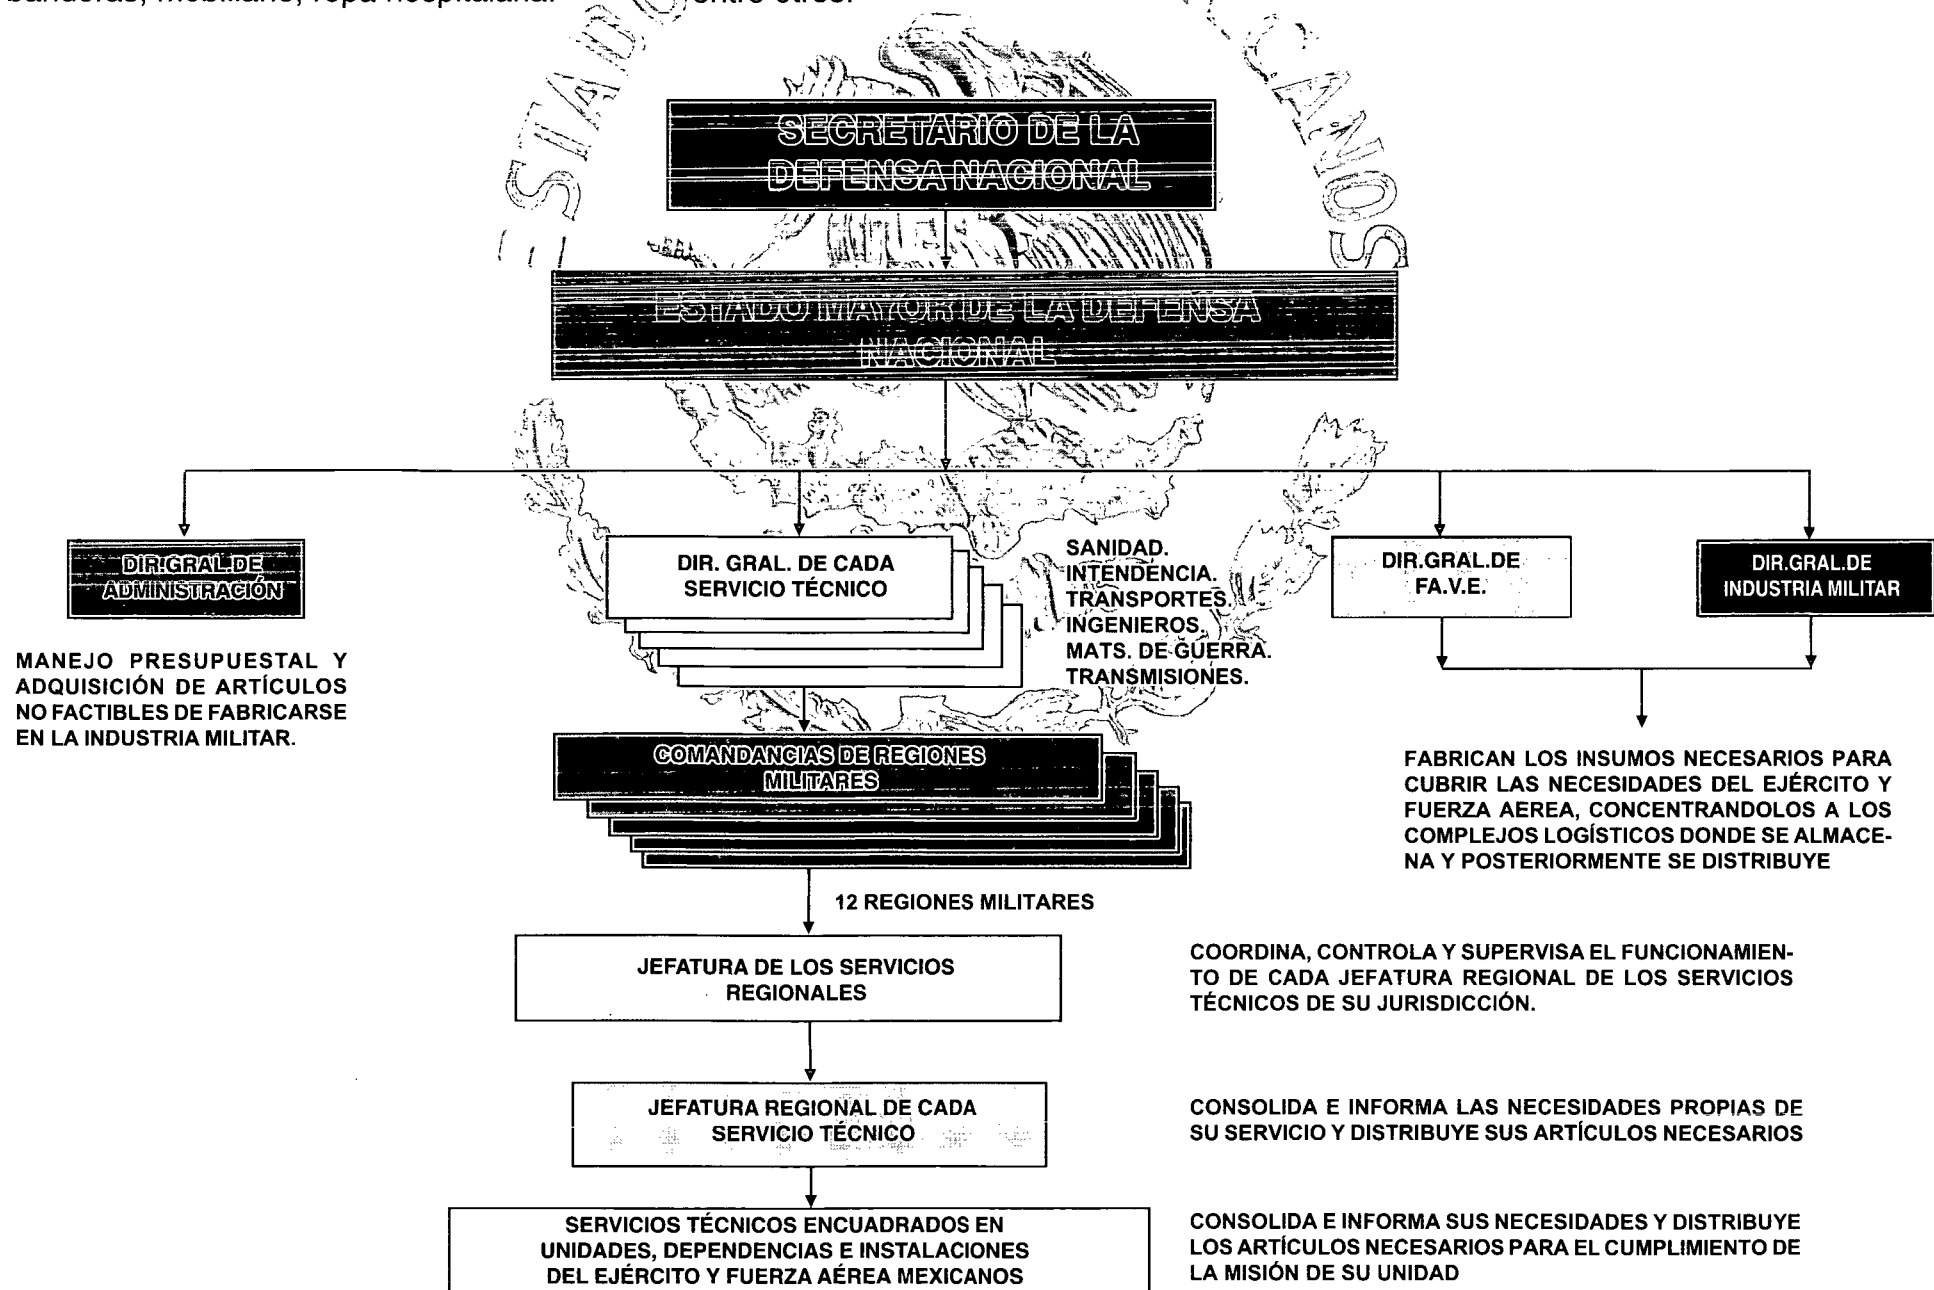 entre otros.
ESTADO
CANOS
SECRETARIO DE LA
DEFENSA NACIONAL
ESTADO MAYOR DE LA DEFENSA
NACIONAL
DIR.GRAL.DE
ADMINISTRACIÓN
MANEJO PRESUPUESTAL Y
ADQUISICIÓN DE ARTÍCULOS
NO FACTIBLES DE FABRICARSE
EN LA INDUSTRIA MILITAR.
DIR. GRAL. DE CADA
SERVICIO TÉCNICO
SANIDAD.
INTENDENCIA.
TRANSPORTES.
INGENIEROS.
MATS. DE GUERRA.
TRANSMISIONES.
DIR.GRAL.DE
FA.V.E.
DIR.GRAL.DE
INDUSTRIA MILITAR
FABRICAN LOS INSUMOS NECESARIOS PARA
CUBRIR LAS NECESIDADES DEL EJÉRCITO Y
FUERZA AEREA, CONCENTRANDOLOS A LOS
COMPLEJOS LOGÍSTICOS DONDE SE ALMACE-
NA Y POSTERIORMENTE SE DISTRIBUYE
COMANDANCIAS DE REGIONES
MILITARES
12 REGIONES MILITARES
JEFATURA DE LOS SERVICIOS
REGIONALES
COORDINA, CONTROLA Y SUPERVISA EL FUNCIONAMIEN-
TO DE CADA JEFATURA REGIONAL DE LOS SERVICIOS
TÉCNICOS DE SU JURISDICCIÓN.
JEFATURA REGIONAL DE CADA
SERVICIO TÉCNICO
CONSOLIDA E INFORMA LAS NECESIDADES PROPIAS DE
SU SERVICIO Y DISTRIBUYE SUS ARTÍCULOS NECESARIOS
SERVICIOS TÉCNICOS ENCUADRADOS EN
UNIDADES, DEPENDENCIAS E INSTALACIONES
DEL EJÉRCITO Y FUERZA AÉREA MEXICANOS
CONSOLIDA E INFORMA SUS NECESIDADES Y DISTRIBUYE
LOS ARTÍCULOS NECESARIOS PARA EL CUMPLIMIENTO DE
LA MISIÓN DE SU UNIDAD